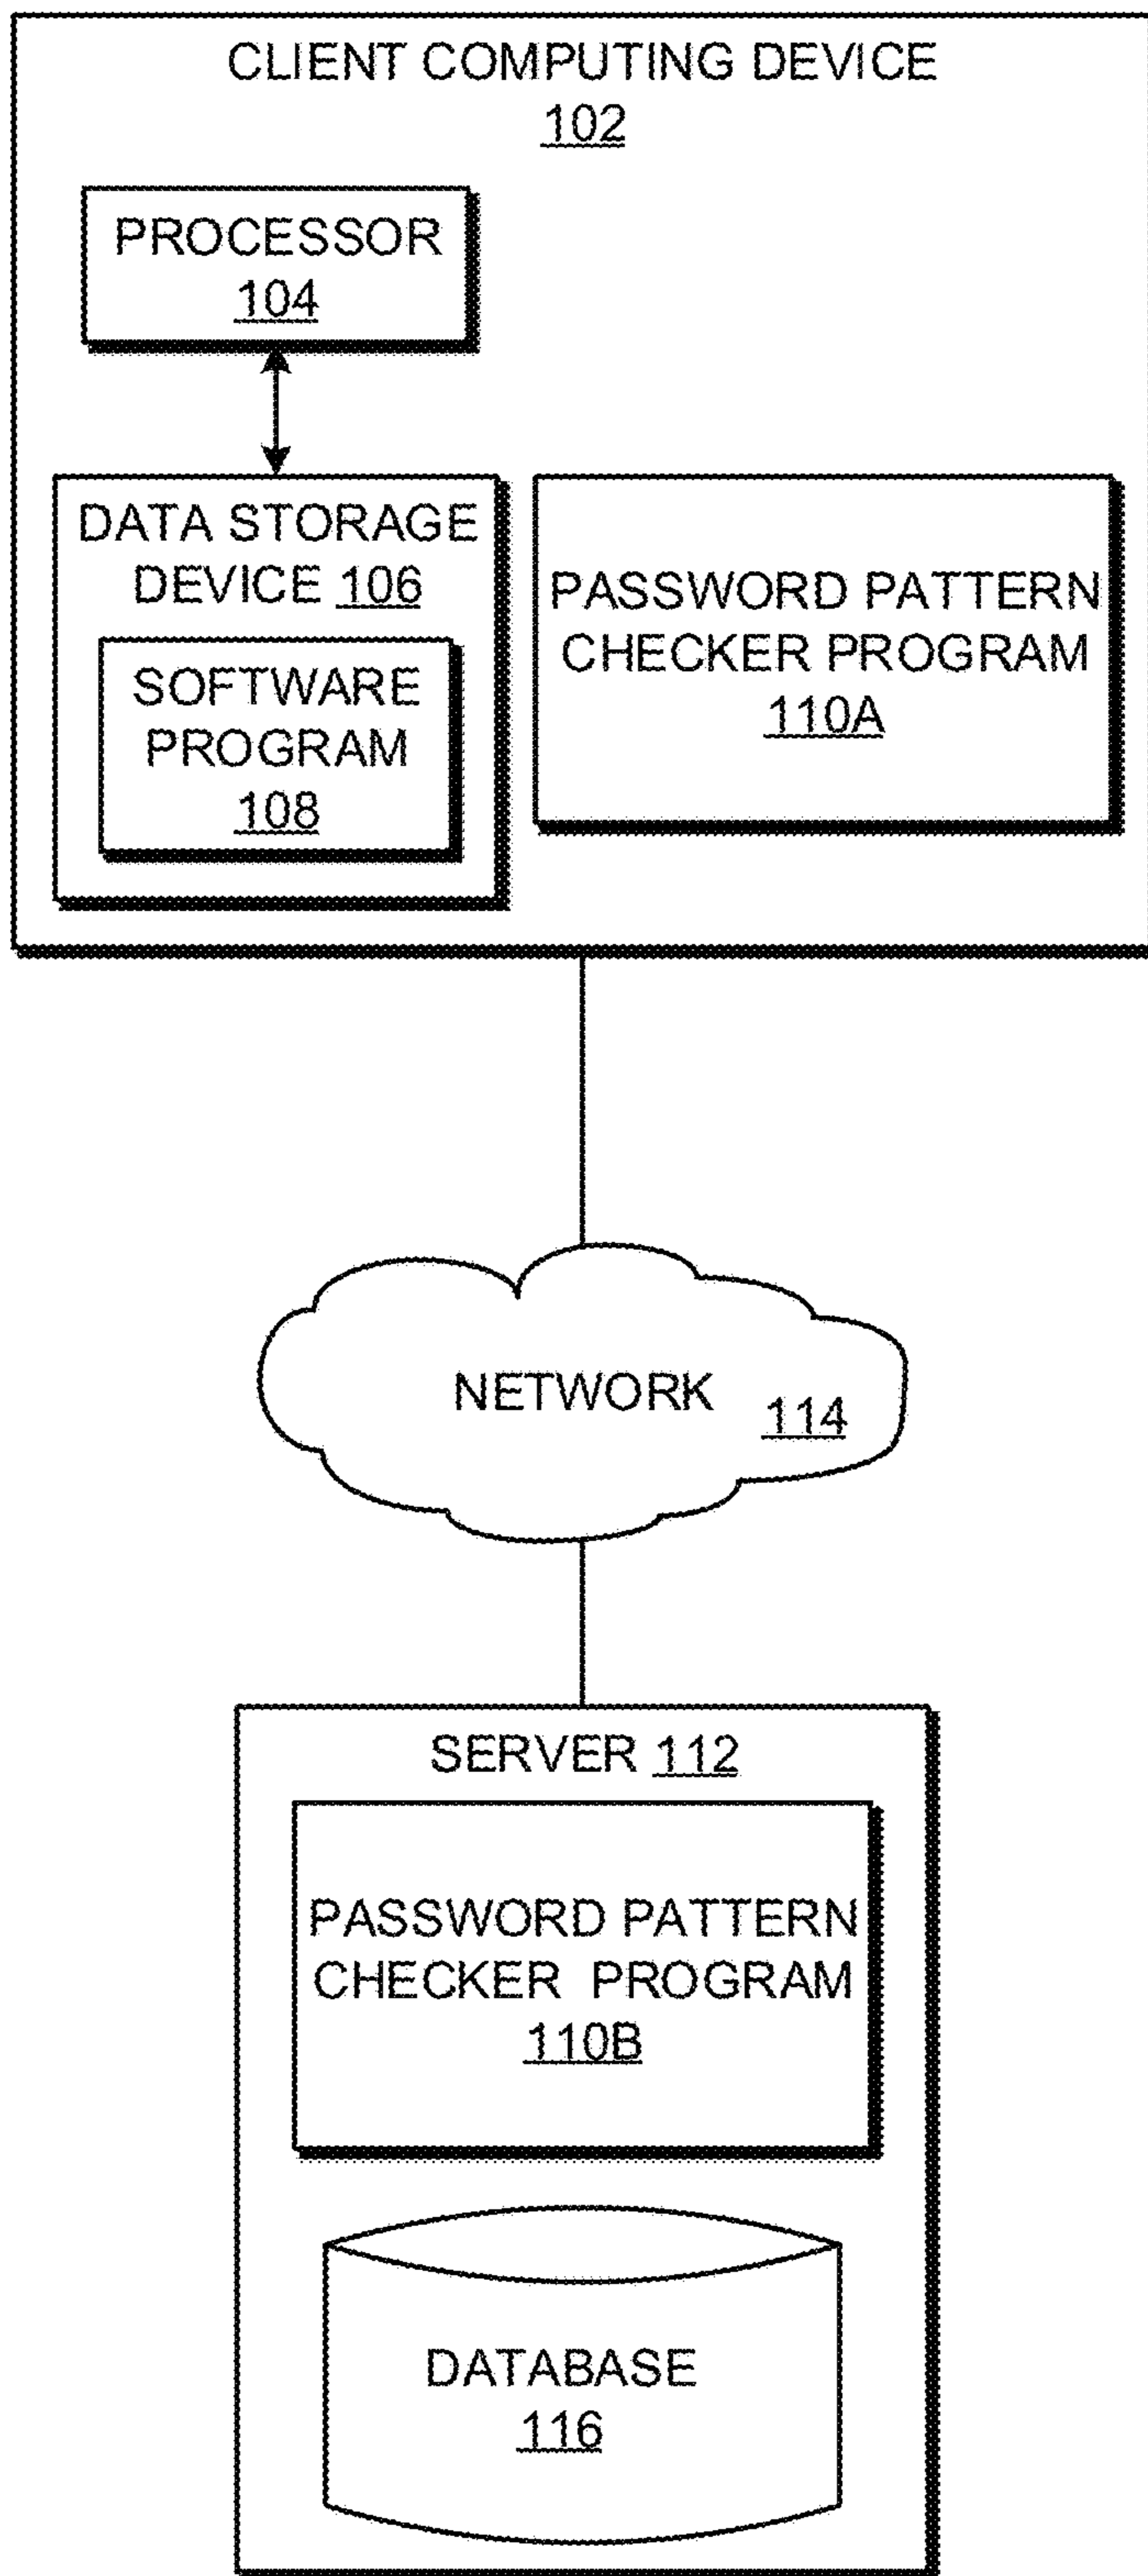 CLIENT COMPUTING DEVICE
102
PROCESSOR
104
DATA STORAGE
DEVICE 106
SOFTWARE
PROGRAM
108
PASSWORD PATTERN
CHECKER PROGRAM
110A
NETWORK 114
SERVER 112
PASSWORD PATTERN
CHECKER PROGRAM
110B
DATABASE
116